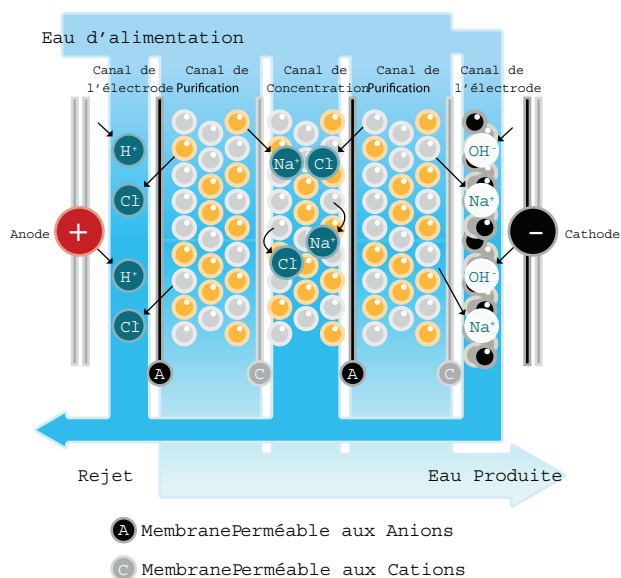 Eau d'alimentation
Canal de l'électrode
Canal de Purification
Canal de Concentration
Canal de Purification
Canal de l'électrode
H⁺
Na⁺
Cl
OH⁻
Cl
Na⁺
Anode
+
Na⁺
-
Cathode
Cl
H⁺
OH⁻
Cl
Na⁺
A
C
A
C
Rejet
Eau Produite
A MembranePerméable aux Anions
C MembranePerméable aux Cations